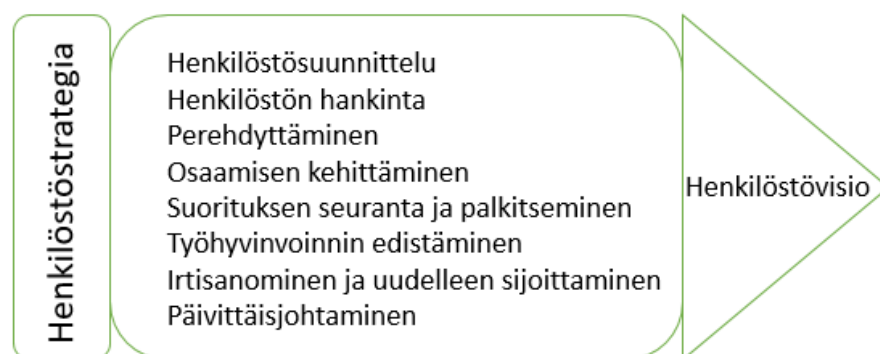 Henkilöstöstrategia
Henkilöstösuunnittelu
Henkilöstön hankinta
Perehdyttäminen
Osaamisen kehittäminen
Suorituksen seuranta ja palkitseminen
Työhyvinvoinnin edistäminen
Irtisanominen ja uudelleen sijoittaminen
Päivittäisjohtaminen
Henkilöstövisio